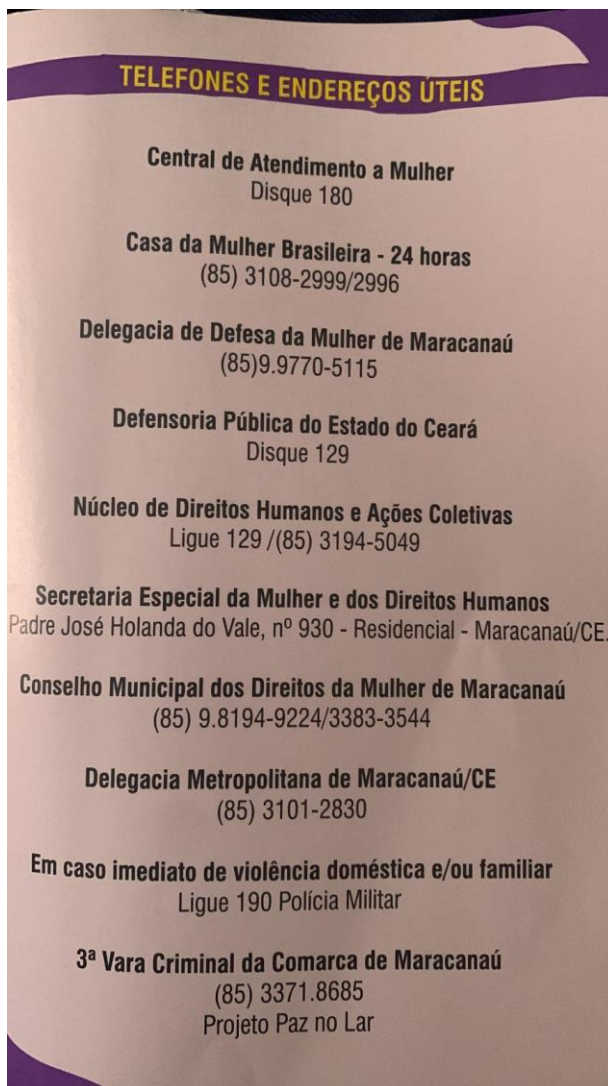 TELEFONES E ENDEREÇOS ÚTEIS
Central de Atendimento a Mulher
Disque 180
Casa da Mulher Brasileira - 24 horas
(85) 3108-2999/2996
Delegacia de Defesa da Mulher de Maracanaú
(85)9.9770-5115
Defensoria Pública do Estado do Ceará
Disque 129
Núcleo de Direitos Humanos e Ações Coletivas
Ligue 129 /(85) 3194-5049
Secretaria Especial da Mulher e dos Direitos Humanos
Padre José Holanda do Vale, nº 930 - Residencial - Maracanaú/CE.
Conselho Municipal dos Direitos da Mulher de Maracanaú
(85) 9.8194-9224/3383-3544
Delegacia Metropolitana de Maracanaú/CE
(85) 3101-2830
Em caso imediato de violência doméstica e/ou familiar
Ligue 190 Polícia Militar
3ª Vara Criminal da Comarca de Maracanaú
(85) 3371.8685
Projeto Paz no Lar